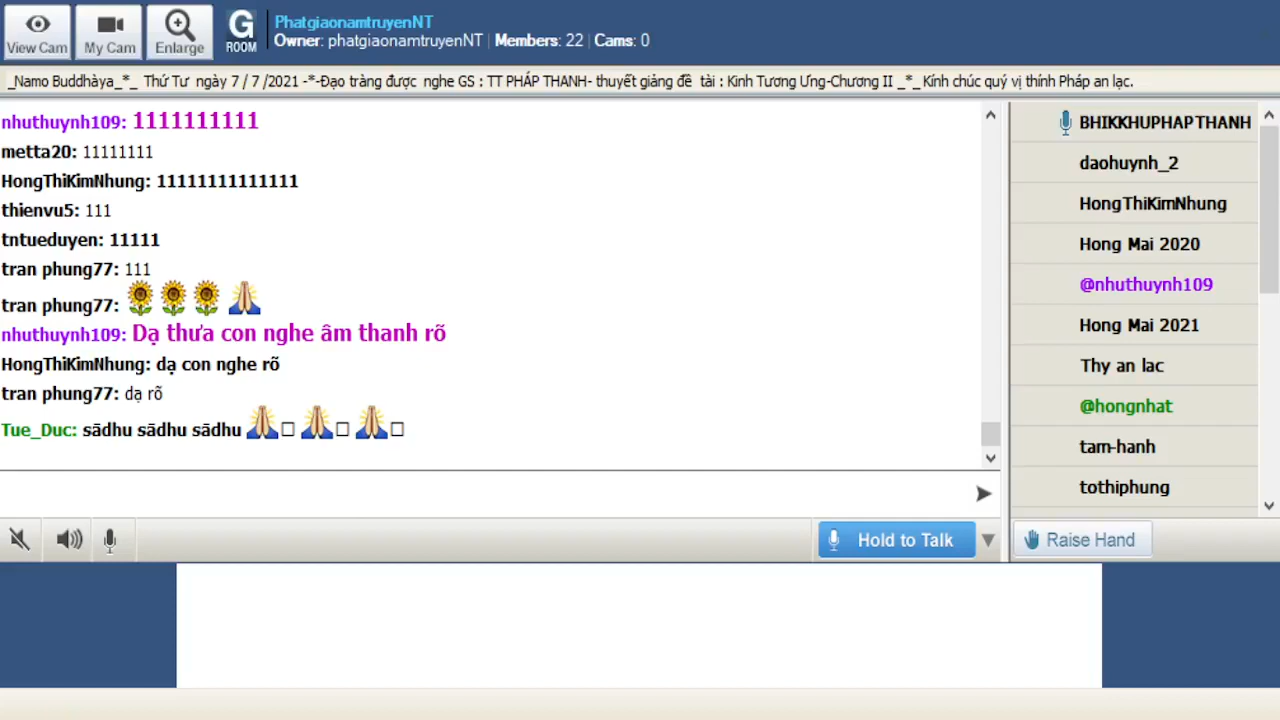 PhatgiaonamtruyenNT
View Cam
My Cam
Enlarge
G ROOM
Owner: phatgiaonamtruyenNT | Members: 22 | Cams: 0
_Namo Buddhàya_*_ Thứ Tư ngày 7 / 7 /2021 -*-Đạo tràng được nghe GS : TT PHÁP THANH- thuyết giảng đề tài : Kinh Tương Ưng-Chương II _*_ Kính chúc quý vị thính Pháp an lạc.
nhuthuynh109: 1111111111
metta20: 11111111
HongThiKimNhung: 11111111111111
thienvu5: 111
tntueduyen: 11111
tran phung77: 111
tran phung77: 🌻🌻🌻🙏
nhuthuynh109: Dạ thưa con nghe âm thanh rõ
HongThiKimNhung: dạ con nghe rõ
tran phung77: dạ rõ
Tue_Duc: sādhu sādhu sādhu 🙏□ 🙏□ 🙏□
BHIKKHUPHAPTHANH
daohuynh_2
HongThiKimNhung
Hong Mai 2020
@nhuthuynh109
Hong Mai 2021
Thy an lac
@hongnhat
tam-hanh
tothiphung
Hold to Talk
Raise Hand